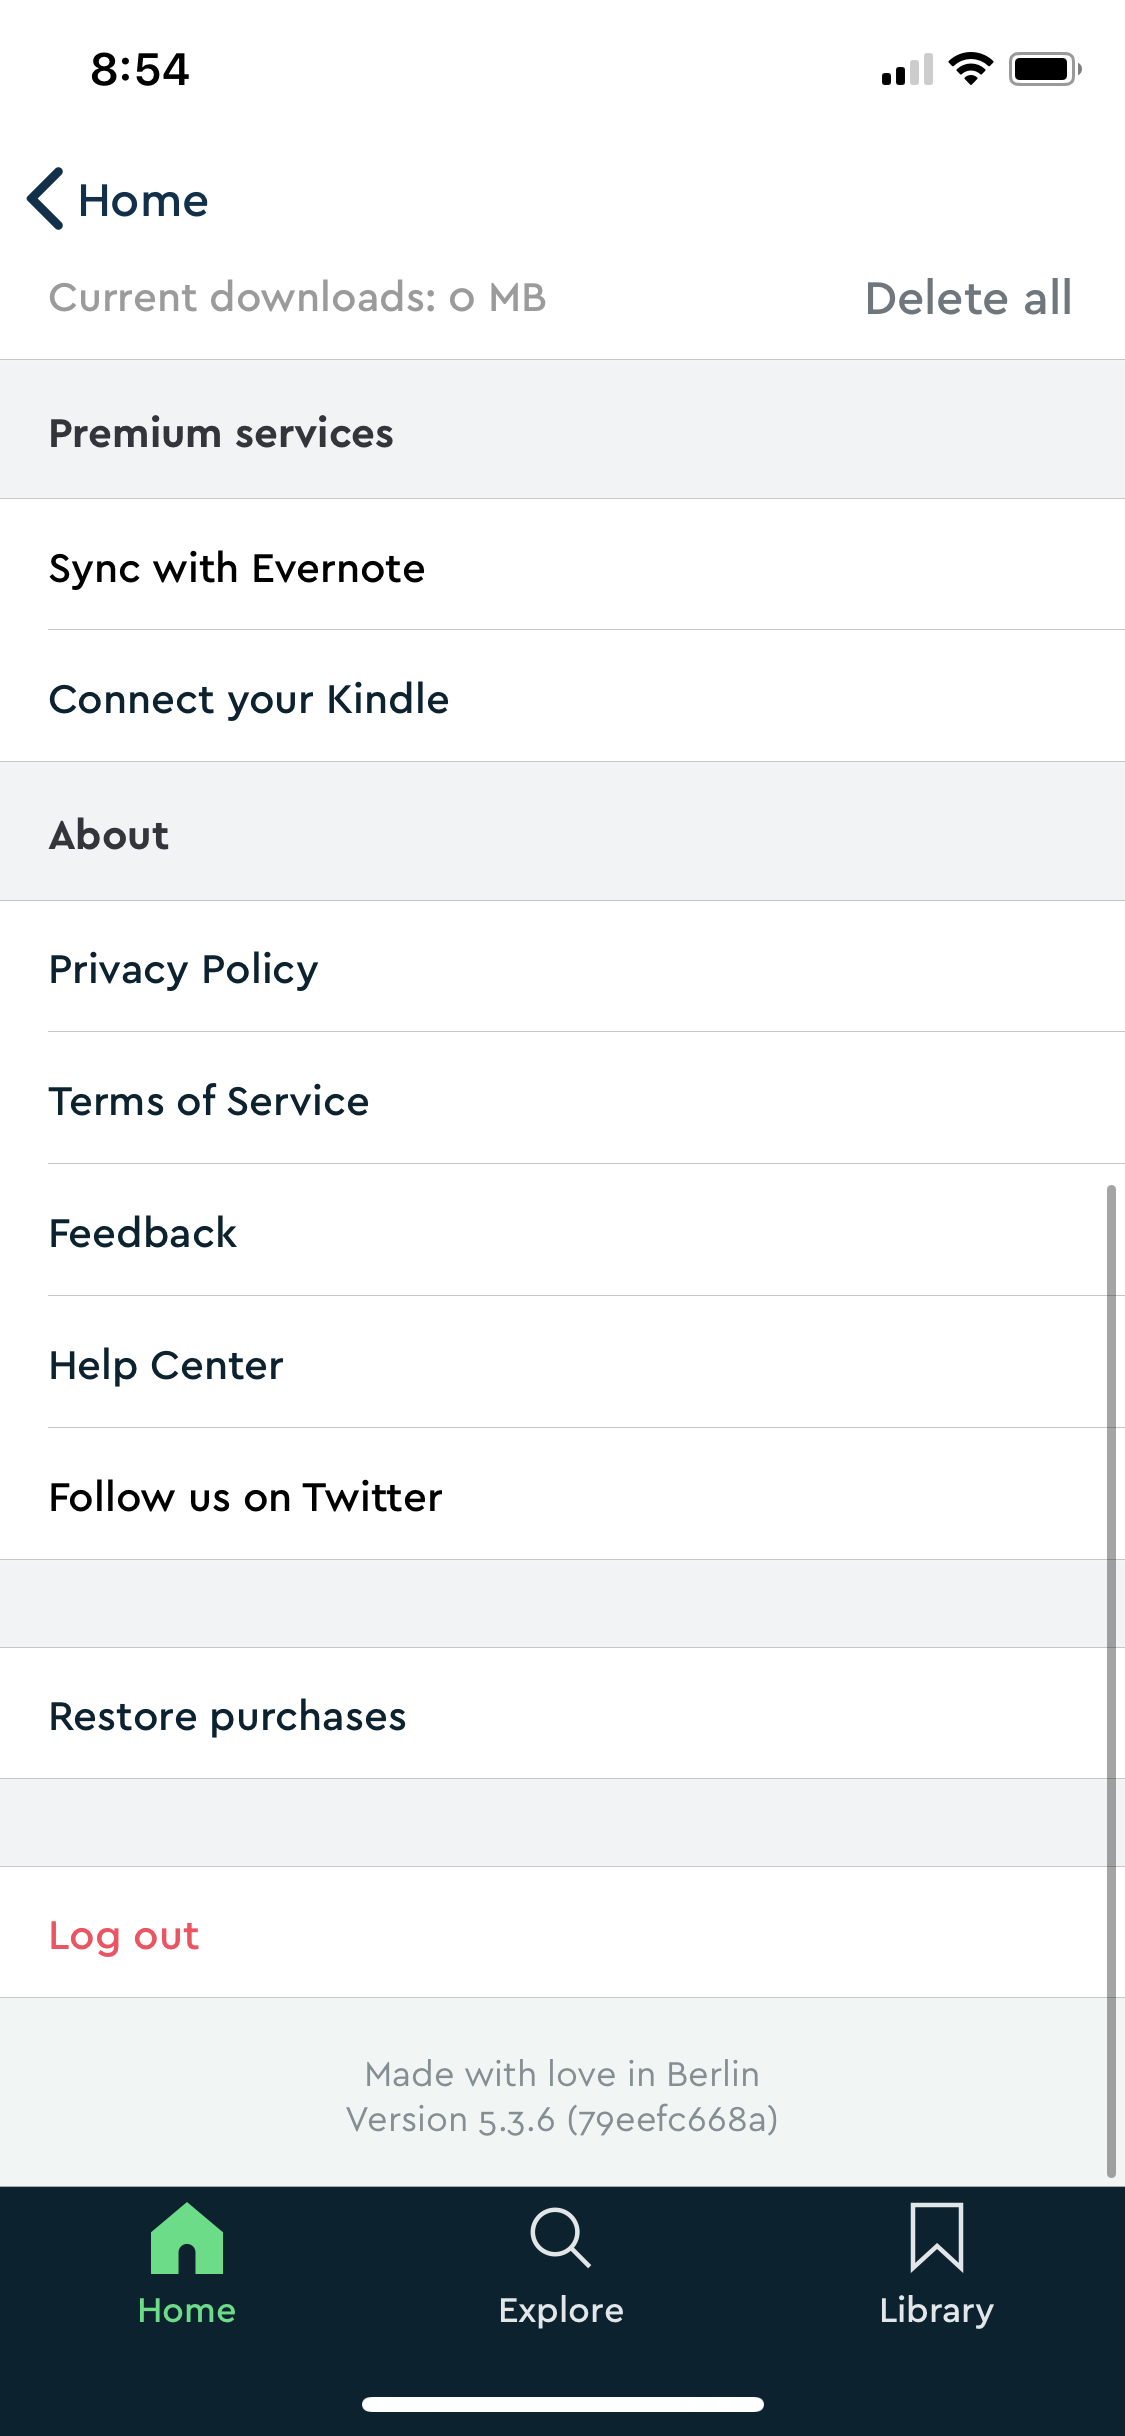 8:54
Home
Current downloads: 0 MB
Delete all
Premium services
Sync with Evernote
Connect your Kindle
About
Privacy Policy
Terms of Service
Feedback
Help Center
Follow us on Twitter
Restore purchases
Log out
Made with love in Berlin
Version 5.3.6 (79eefc668a)
Home
Explore
Library